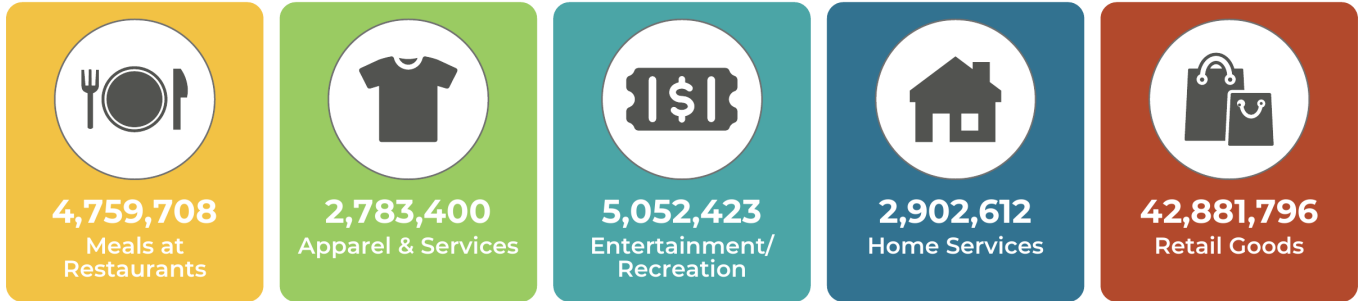 4,759,708
Meals at
Restaurants
2,783,400
Apparel & Services
$
5,052,423
Entertainment/
Recreation
2,902,612
Home Services
42,881,796
Retail Goods